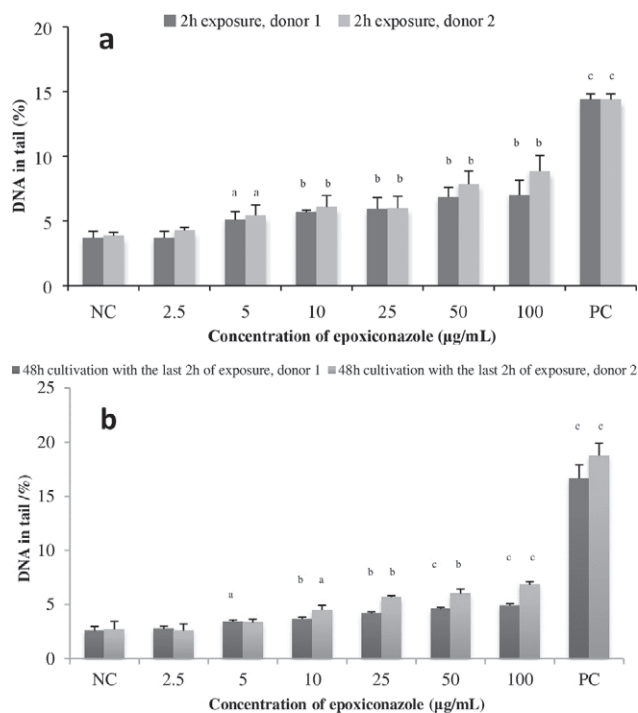 a
2h exposure, donor 1 2h exposure, donor 2
20
15
10
5
0
DNA in tail (%)
a a b b b b b b b b c c
NC 2.5 5 10 25 50 100 PC
Concentration of epoxiconazole (µg/mL)
48h cultivation with the last 2h of exposure, donor 1 48h cultivation with the last 2h of exposure, donor 2
b
25
20
15
10
5
0
DNA in tail /%)
a b a b b c b c c c c
NC 2.5 5 10 25 50 100 PC
Concentration of epoxiconazole (µg/mL)